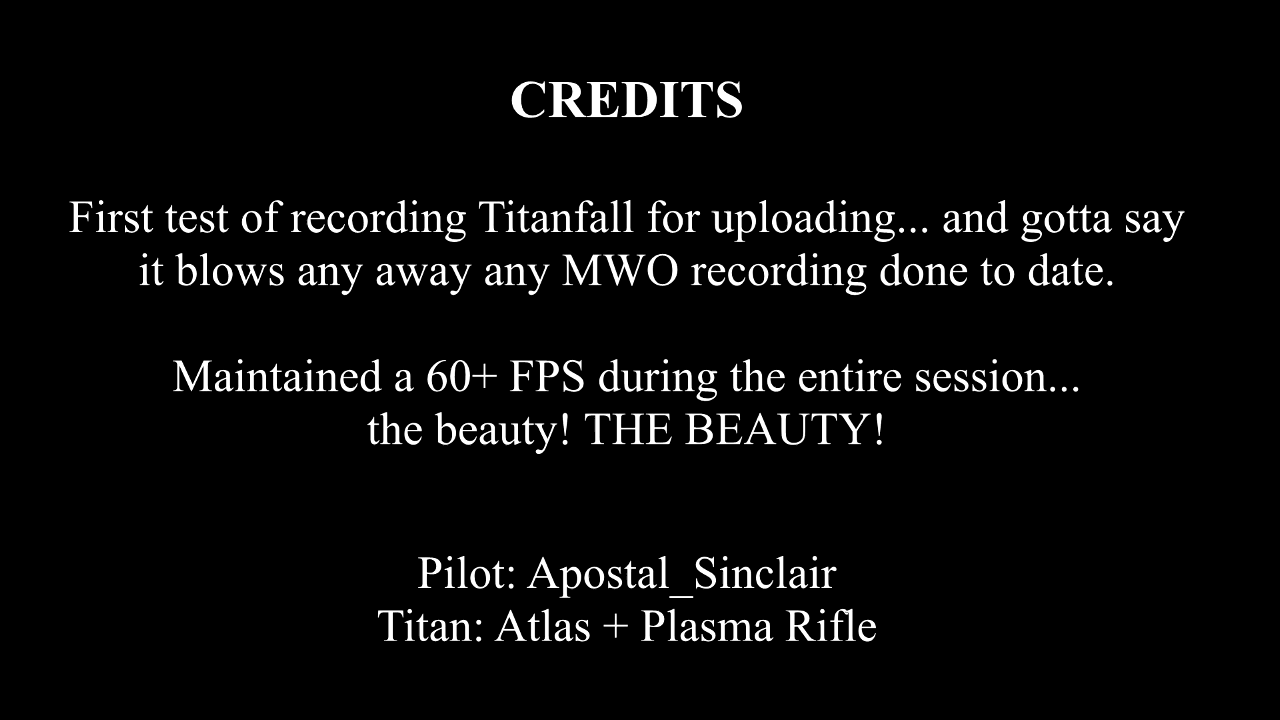 CREDITS
First test of recording Titanfall for uploading... and gotta say
it blows any away any MWO recording done to date.
Maintained a 60+ FPS during the entire session...
the beauty! THE BEAUTY!
Pilot: Apostal_Sinclair
Titan: Atlas + Plasma Rifle